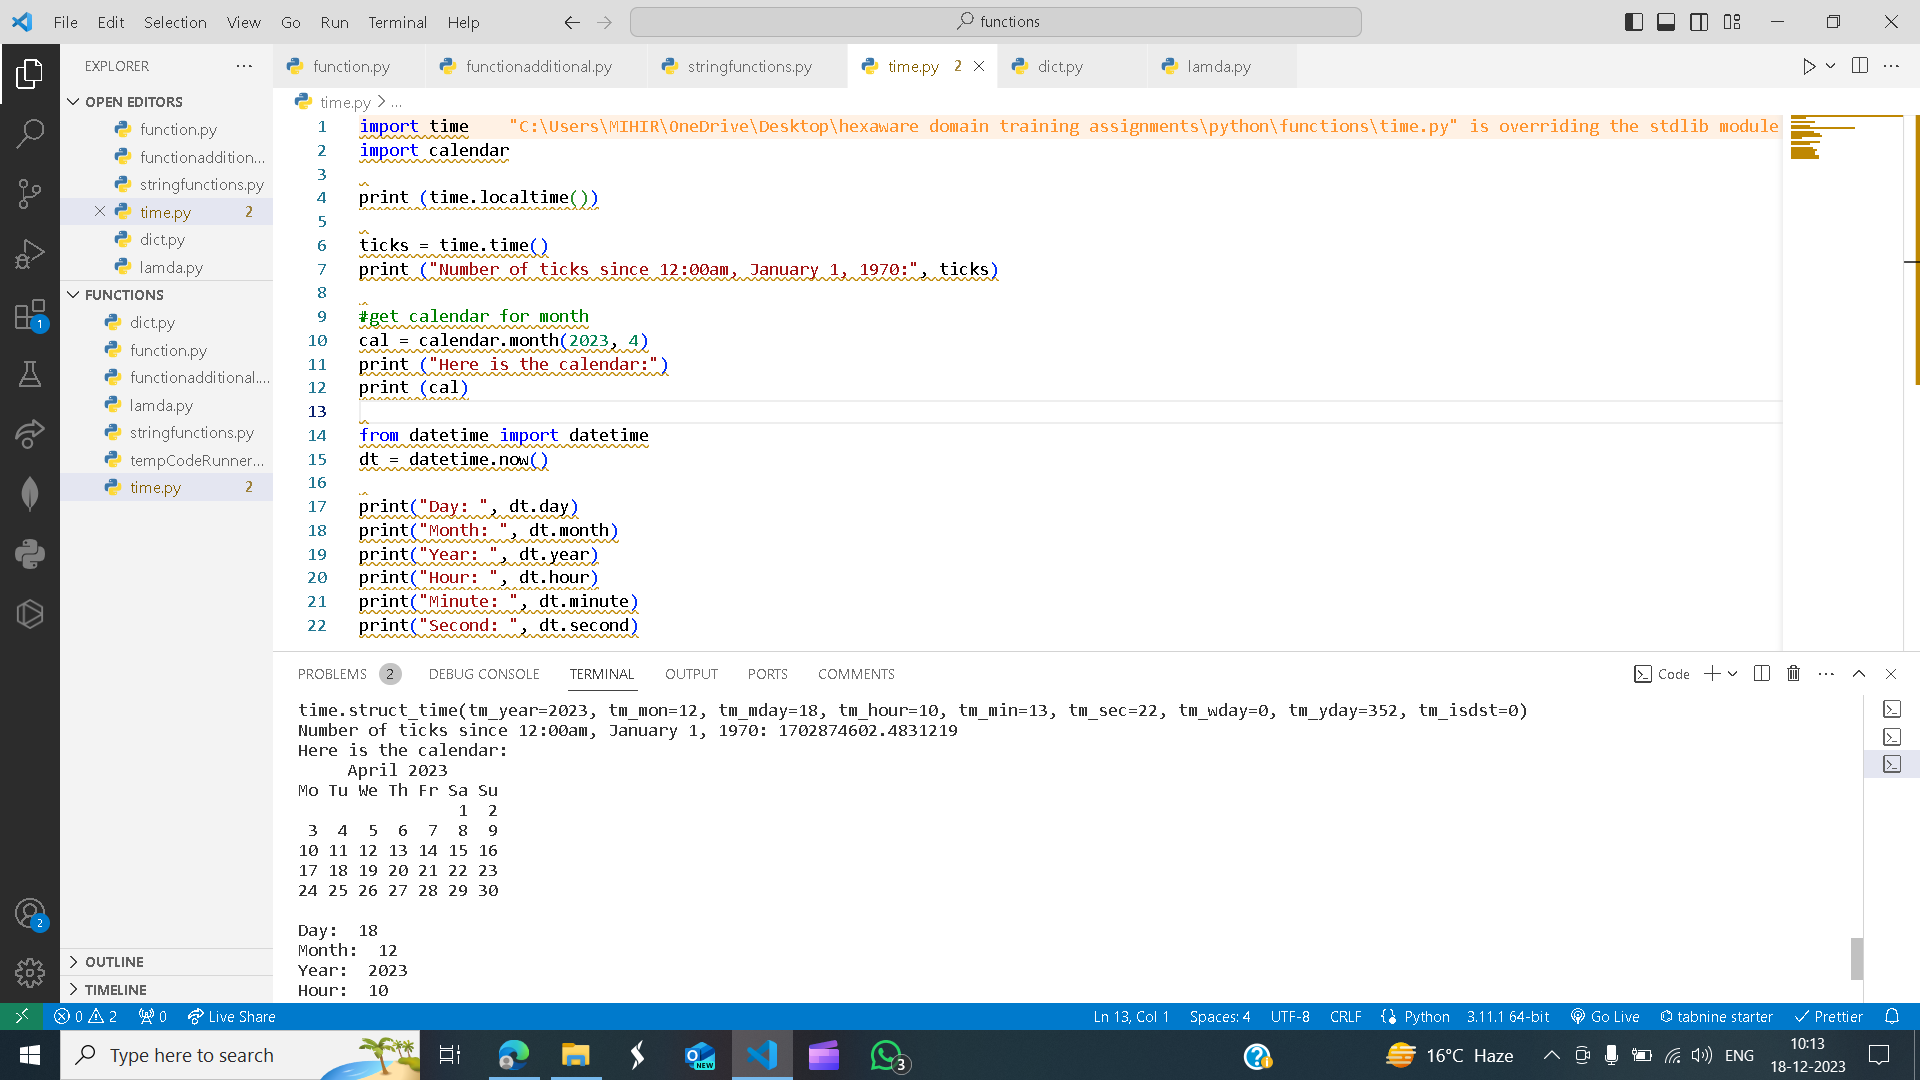 File Edit Selection View Go Run Terminal Help
functions
EXPLORER
function.py
functionadditional.py
stringfunctions.py
time.py 2
dict.py
lamda.py
OPEN EDITORS
function.py
functionaddition...
stringfunctions.py
time.py 2
dict.py
lamda.py
FUNCTIONS
dict.py
function.py
functionadditional....
lamda.py
stringfunctions.py
tempCodeRunner...
time.py 2
OUTLINE
TIMELINE
1
2
time.py > ...
1 import time "C:\Users\MIHIR\OneDrive\Desktop\hexaware domain training assignments\python\functions\time.py" is overriding the stdlib module
2 import calendar
3
4 print (time.localtime())
5
6 ticks = time.time()
7 print ("Number of ticks since 12:00am, January 1, 1970:", ticks)
8
9 #get calendar for month
10 cal = calendar.month(2023, 4)
11 print ("Here is the calendar:")
12 print (cal)
13
14 from datetime import datetime
15 dt = datetime.now()
16
17 print("Day: ", dt.day)
18 print("Month: ", dt.month)
19 print("Year: ", dt.year)
20 print("Hour: ", dt.hour)
21 print("Minute: ", dt.minute)
22 print("Second: ", dt.second)
PROBLEMS 2 DEBUG CONSOLE TERMINAL OUTPUT PORTS COMMENTS
Code
time.struct_time(tm_year=2023, tm_mon=12, tm_mday=18, tm_hour=10, tm_min=13, tm_sec=22, tm_wday=0, tm_yday=352, tm_isdst=0)
Number of ticks since 12:00am, January 1, 1970: 1702874602.4831219
Here is the calendar:
April 2023
Mo Tu We Th Fr Sa Su
1 2
3 4 5 6 7 8 9
10 11 12 13 14 15 16
17 18 19 20 21 22 23
24 25 26 27 28 29 30
Day: 18
Month: 12
Year: 2023
Hour: 10
0 2 0 Live Share
Ln 13, Col 1 Spaces: 4 UTF-8 CRLF Python 3.11.1 64-bit Go Live tabnine starter Prettier
Type here to search
NEW
3
16°C Haze
ENG
10:13
18-12-2023